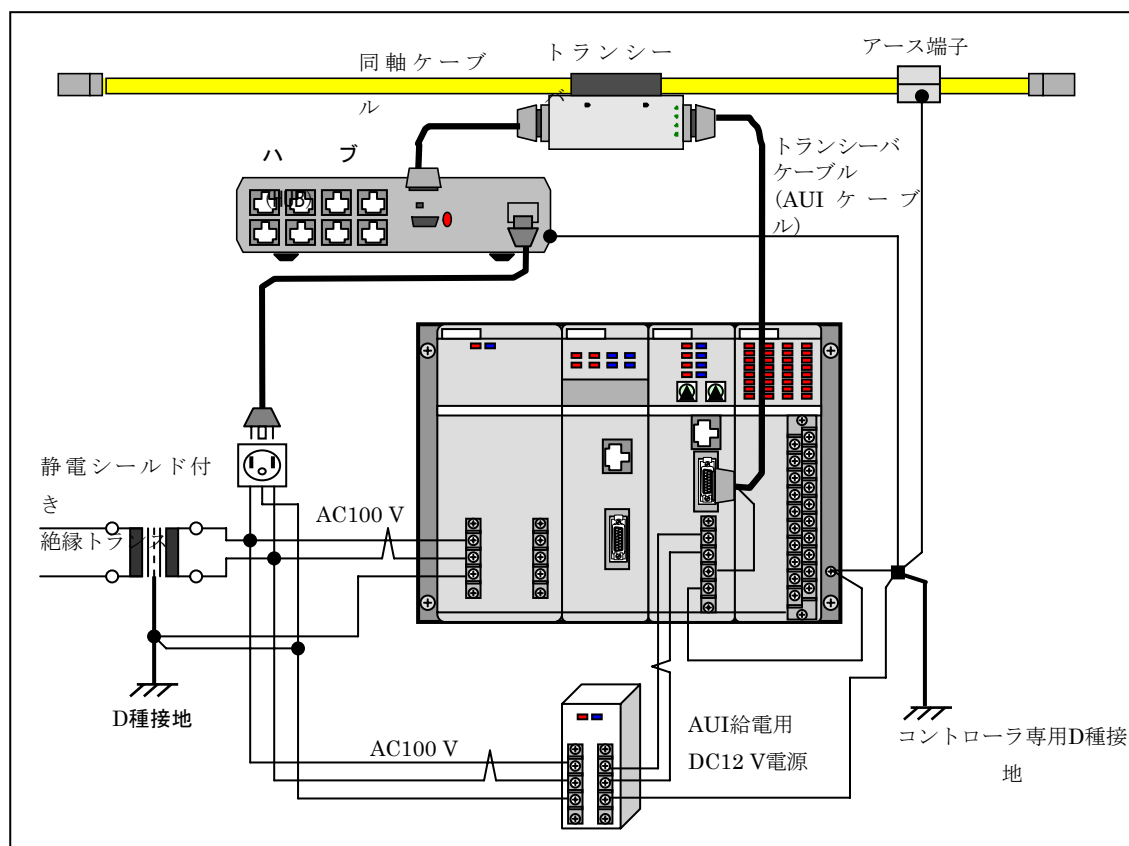 同軸ケーブ
ル
トランシー
バ
アース端子
ハ ブ
(HUB)
トランシーバ
ケーブル
(AUI ケーブ
ル)
静電シールド付
き
絶縁トランス
AC100 V
D種接地
AC100 V
AUI給電用
DC12 V電源
コントローラ専用D種接
地